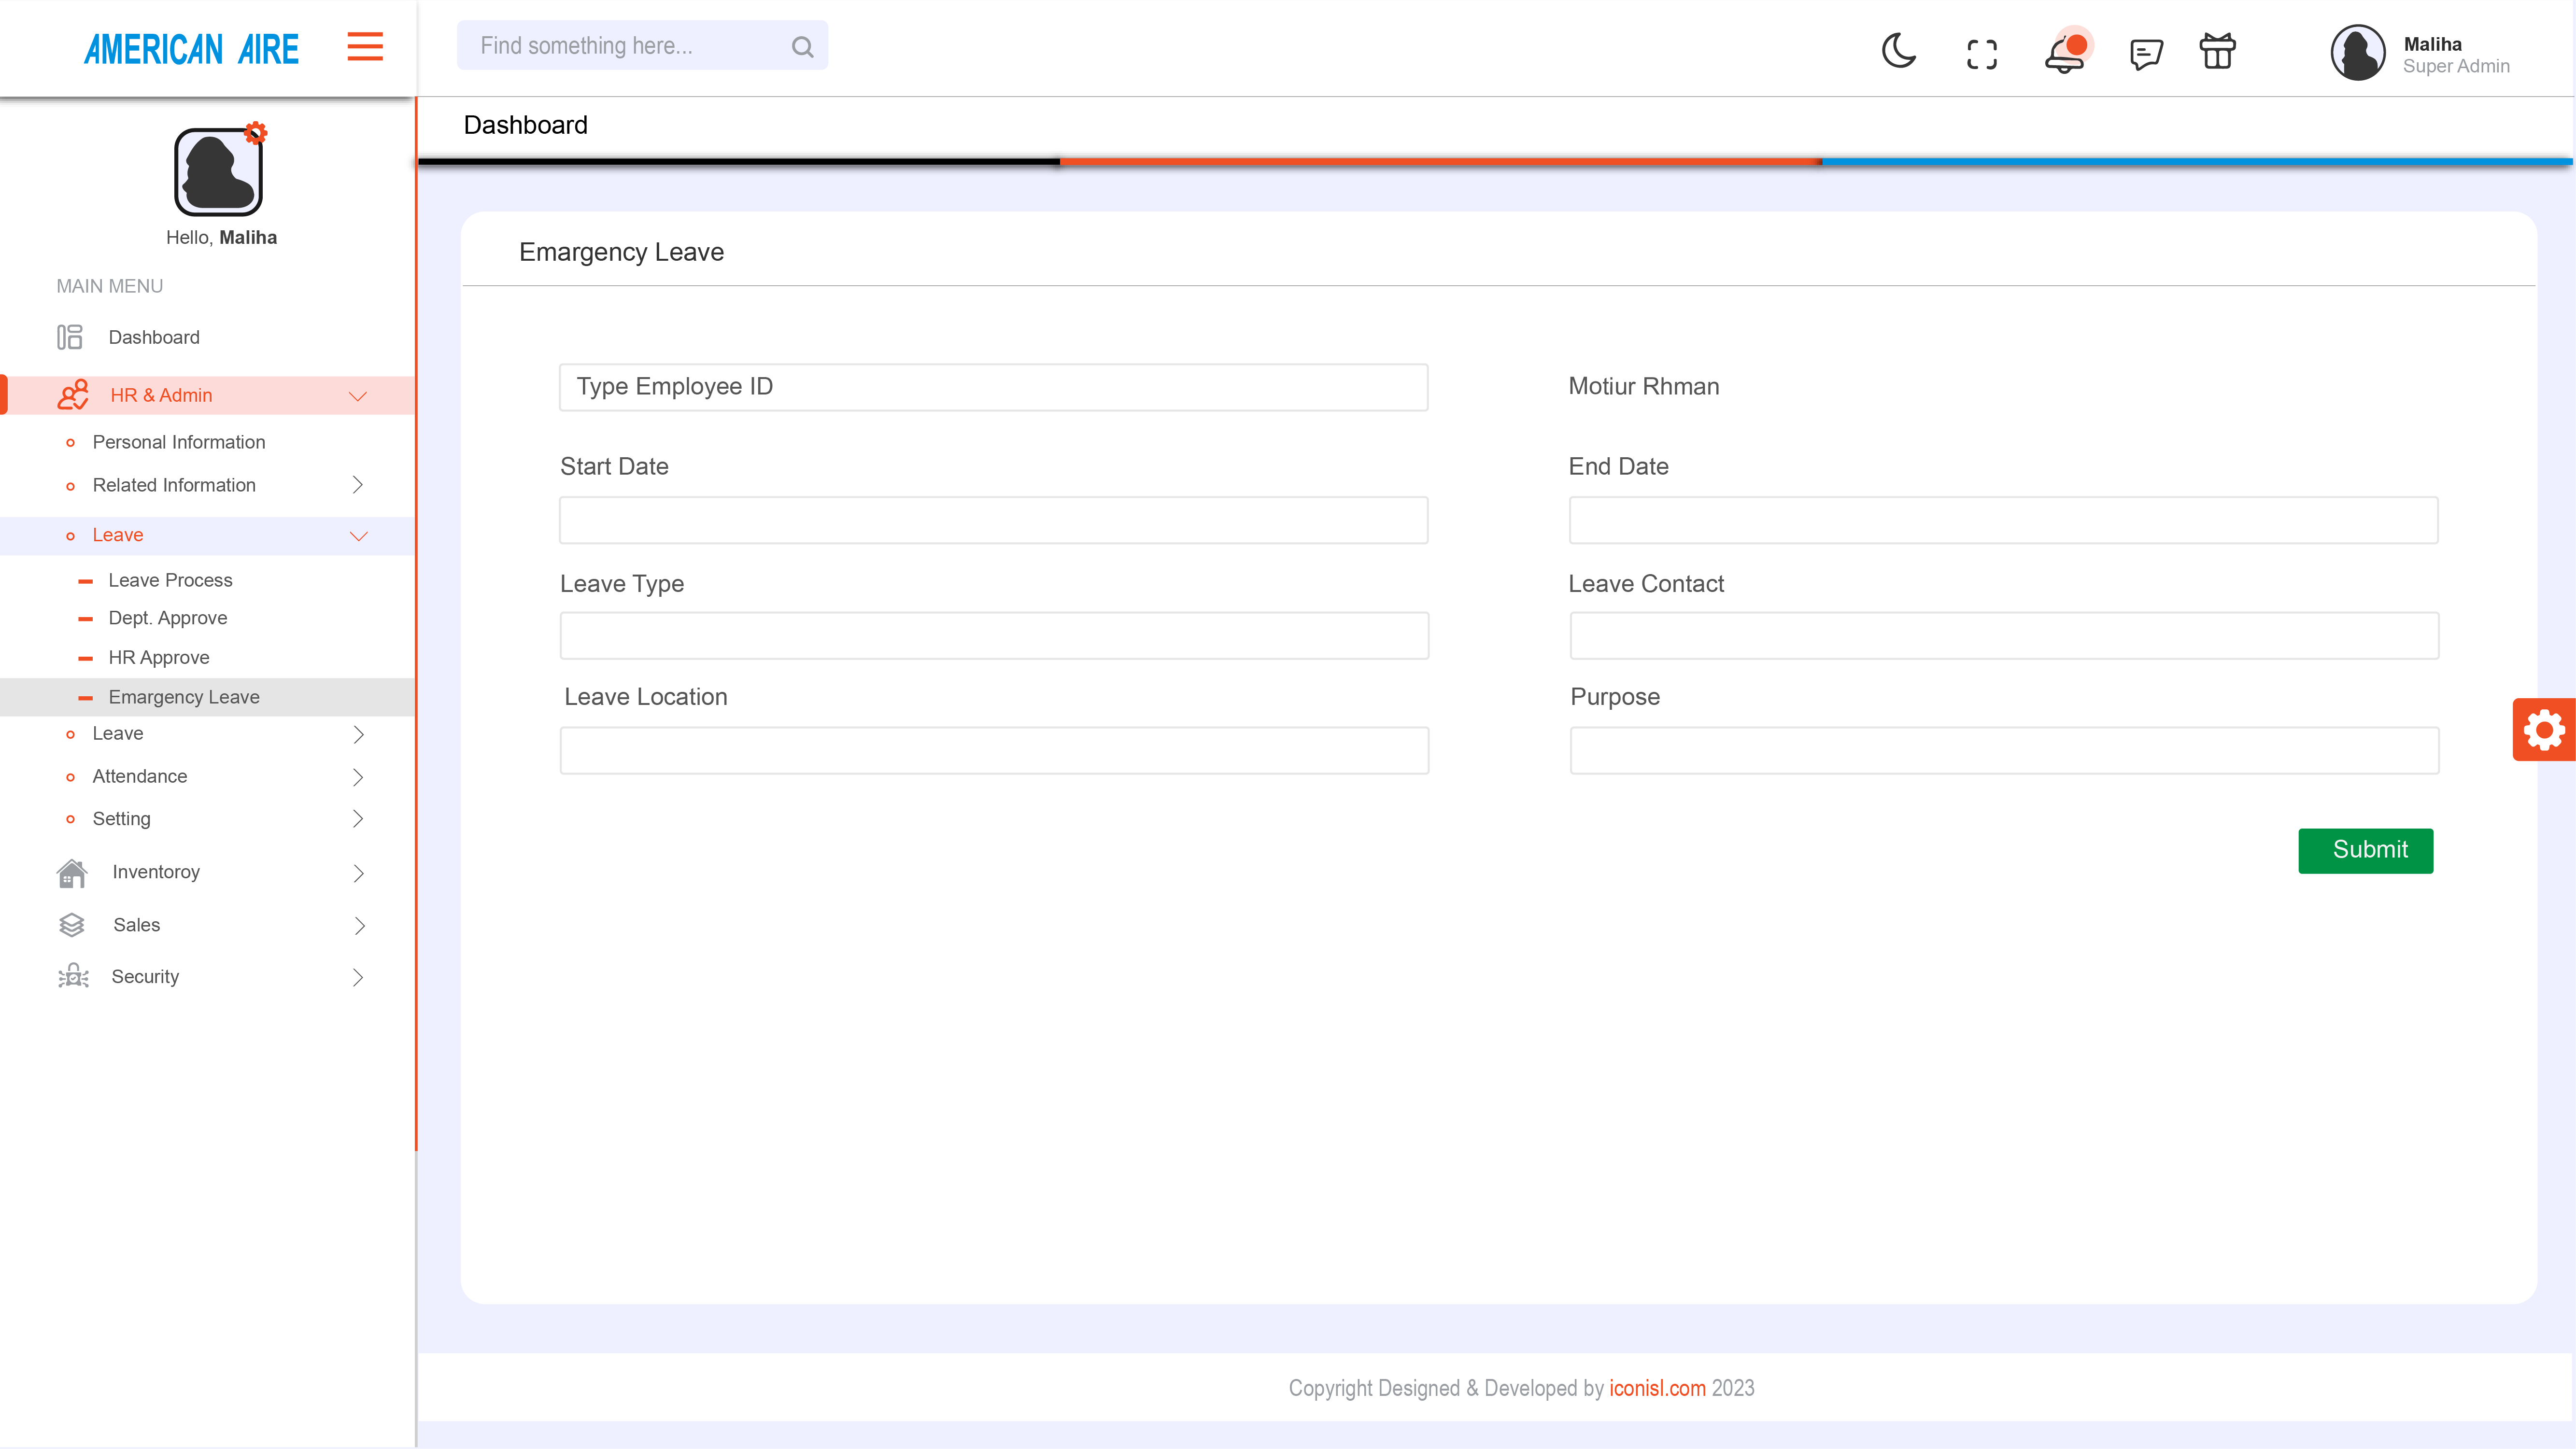 AMERICAN AIRE
Find something here...
Maliha
Super Admin
Dashboard
Hello, Maliha
MAIN MENU
Dashboard
HR & Admin
Personal Information
Related Information
Leave
Leave Process
Dept. Approve
HR Approve
Emargency Leave
Leave
Attendance
Setting
Inventoroy
Sales
Security
Emargency Leave
Type Employee ID
Motiur Rhman
Start Date
End Date
Leave Type
Leave Contact
Leave Location
Purpose
Submit
Copyright Designed & Developed by iconisl.com 2023